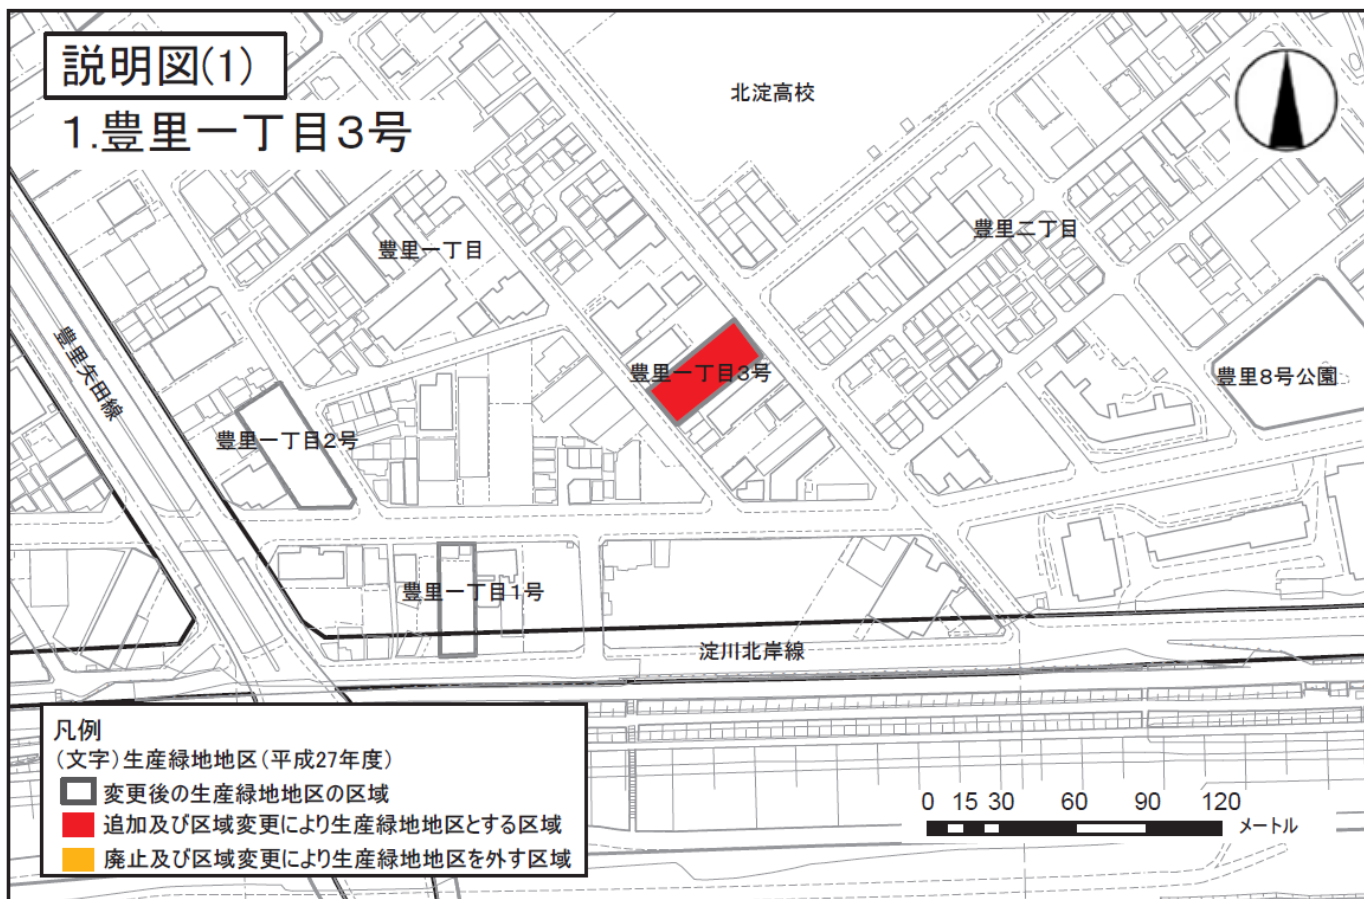 説明図(1)
1.豊里一丁目3号
北淀高校
豊里二丁目
豊里一丁目
豊里矢田線
豊里一丁目3号
豊里8号公園
豊里一丁目2号
豊里一丁目1号
淀川北岸線
凡例
(文字)生産緑地地区(平成27年度)
変更後の生産緑地地区の区域
追加及び区域変更により生産緑地地区とする区域
廃止及び区域変更により生産緑地地区を外す区域
0 15 30 60 90 120
メートル